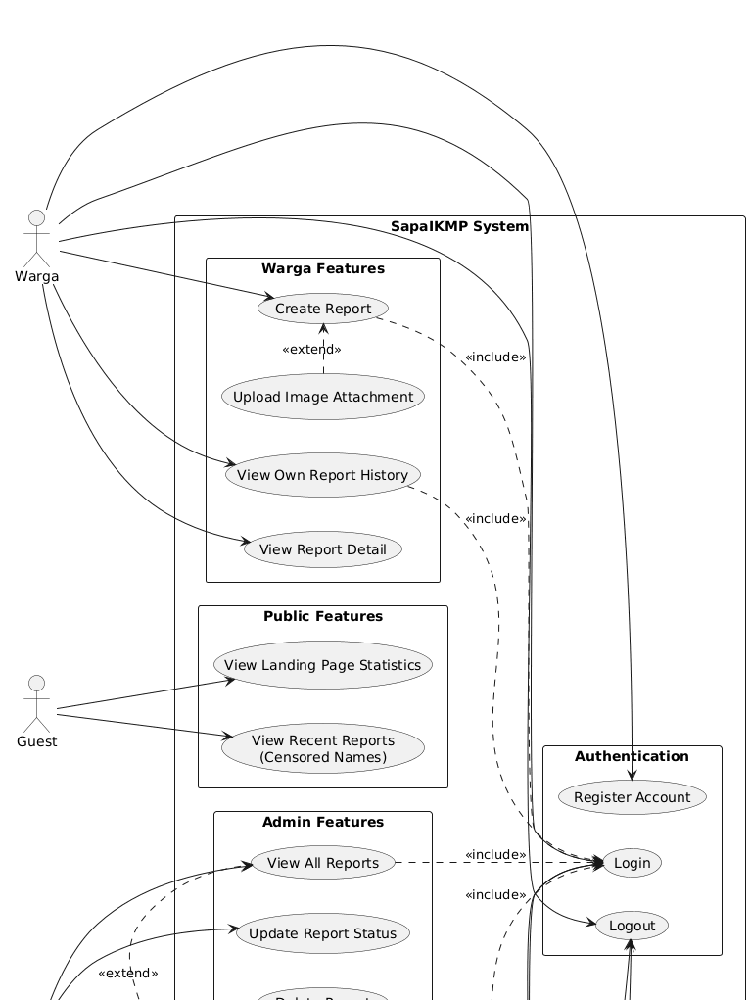 SapaIKMP System
Warga Features
Warga
Create Report
«extend»
«include»
Upload Image Attachment
View Own Report History
«include»
View Report Detail
Public Features
View Landing Page Statistics
Guest
View Recent Reports
(Censored Names)
Authentication
Register Account
Admin Features
View All Reports
«include»
Login
«include»
Logout
Update Report Status
«extend»